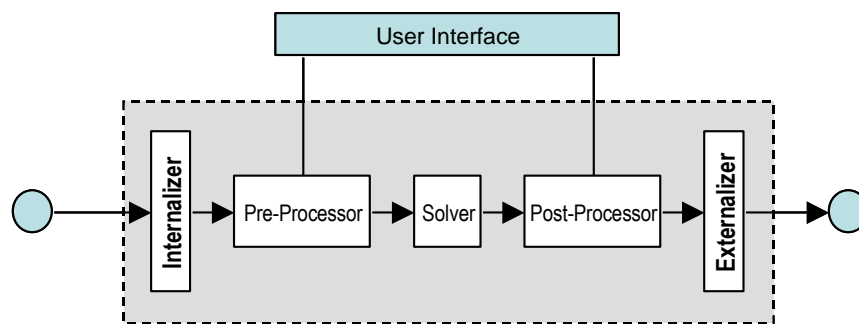 User Interface
Internalizer
Pre-Processor
Solver
Post-Processor
Externalizer